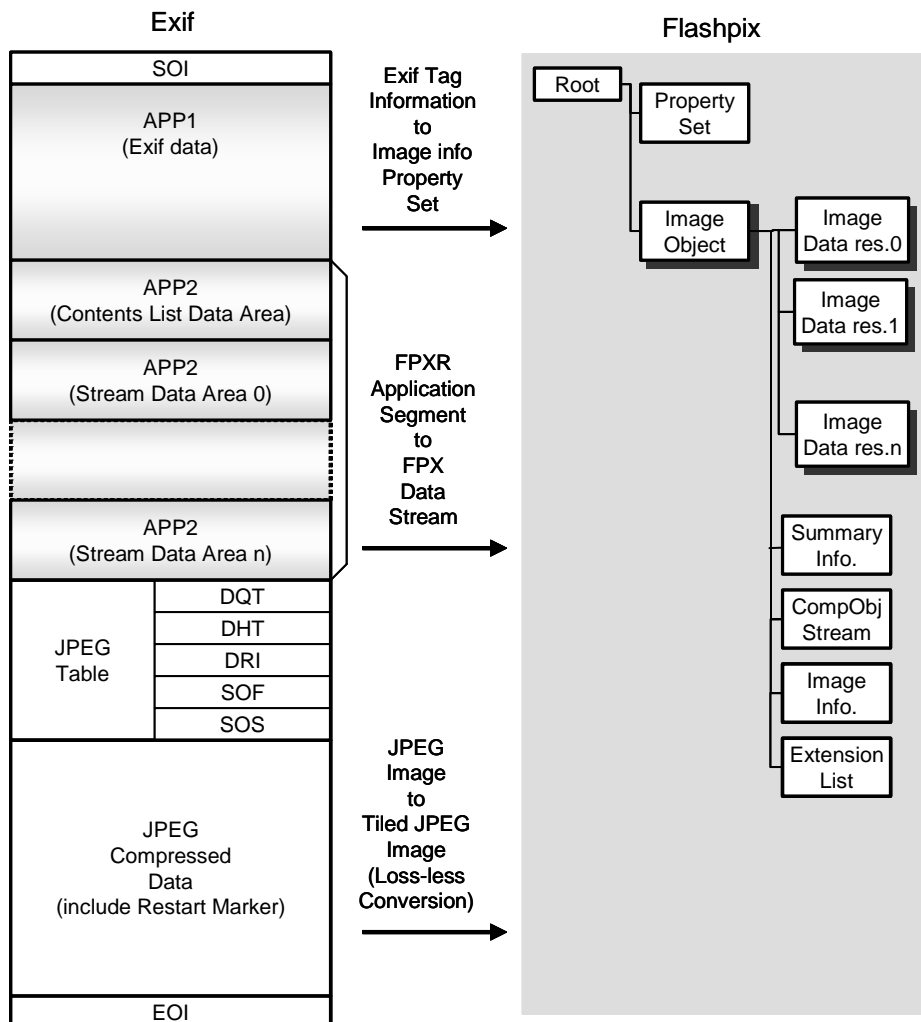 Exif
SOI
APP1
(Exif data)
APP2
(Contents List Data Area)
APP2
(Stream Data Area 0)
APP2
(Stream Data Area n)
JPEG
Table
DQT
DHT
DRI
SOF
SOS
JPEG
Compressed
Data
(include Restart Marker)
EOI
Exif Tag
Information
to
Image info
Property
Set
FPXR
Application
Segment
to
FPX
Data
Stream
JPEG
Image
to
Tiled JPEG
Image
(Loss-less
Conversion)
Flashpix
Root
Property
Set
Image
Object
Image
Data res.0
Image
Data res.1
Image
Data res.n
Summary
Info.
CompObj
Stream
Image
Info.
Extension
List